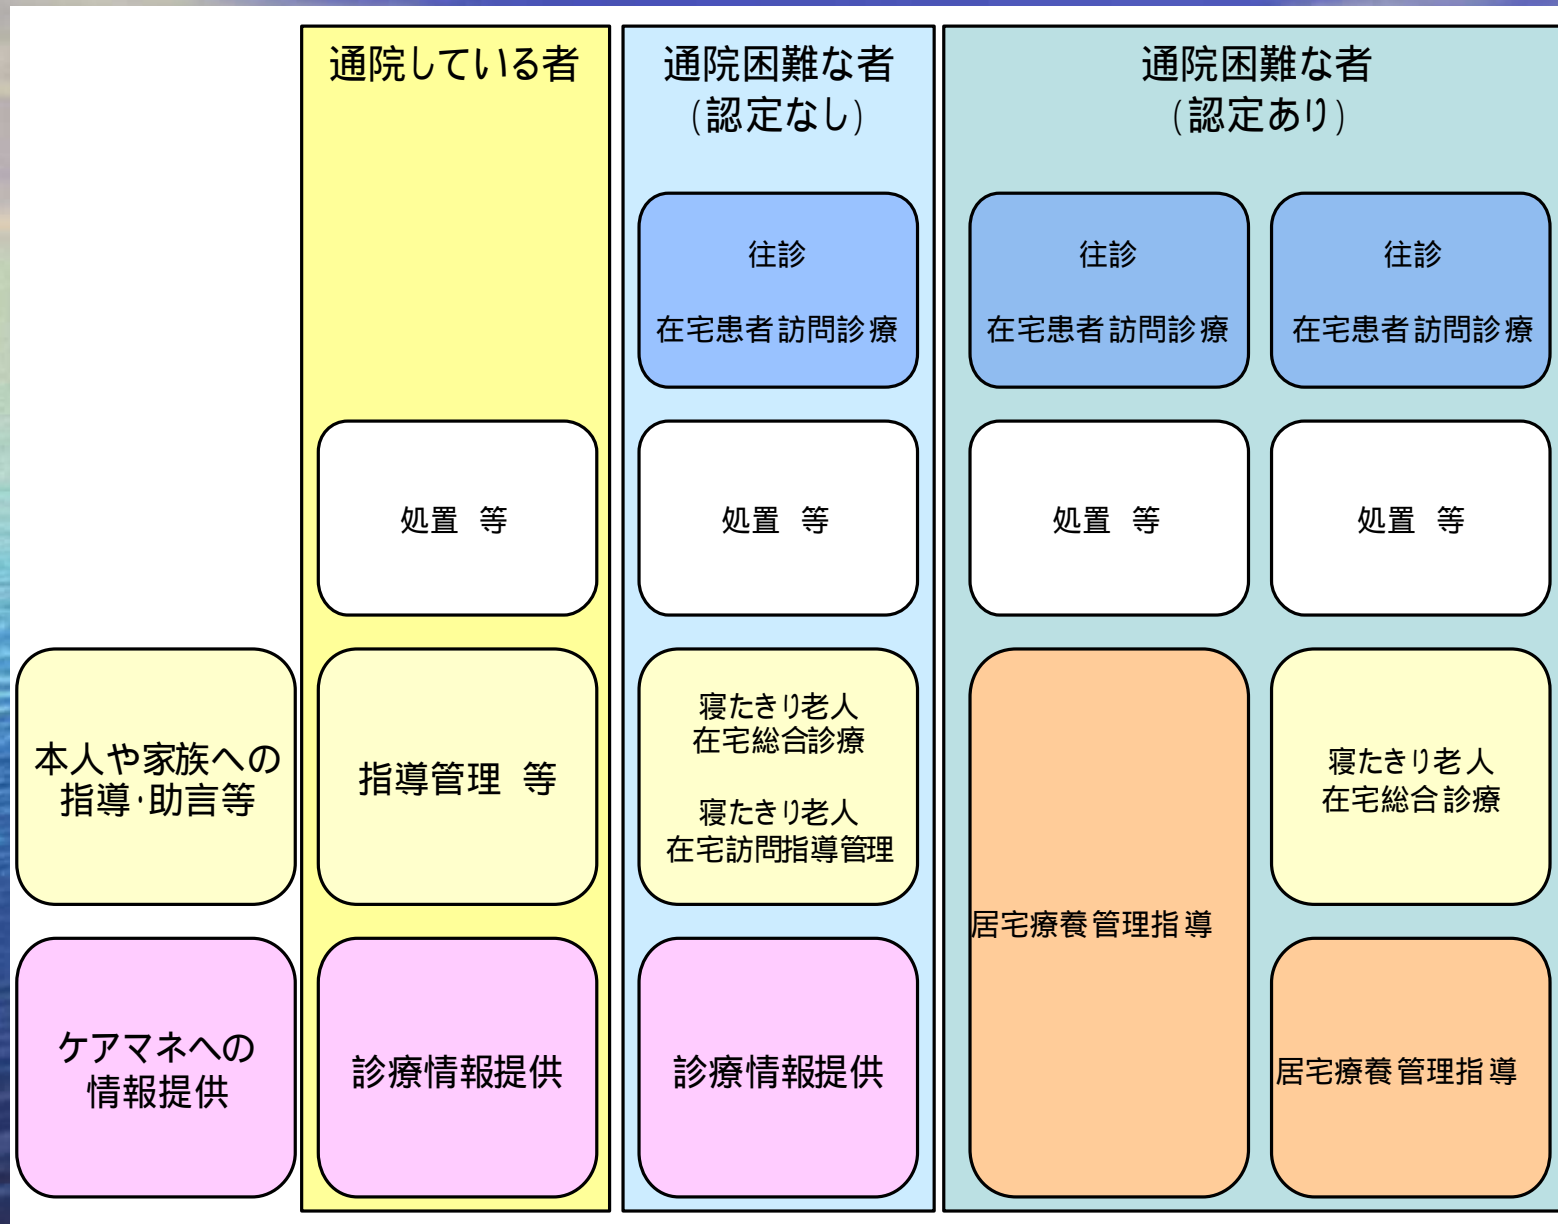 通院している者
通院困難な者
(認定なし)
通院困難な者
(認定あり)
往診
在宅患者訪問診療
往診
在宅患者訪問診療
往診
在宅患者訪問診療
処置 等
処置 等
処置 等
処置 等
本人や家族への
指導・助言等
指導管理 等
寝たきり老人
在宅総合診療
寝たきり老人
在宅訪問指導管理
居宅療養管理指導
寝たきり老人
在宅総合診療
ケアマネへの
情報提供
診療情報提供
診療情報提供
居宅療養管理指導